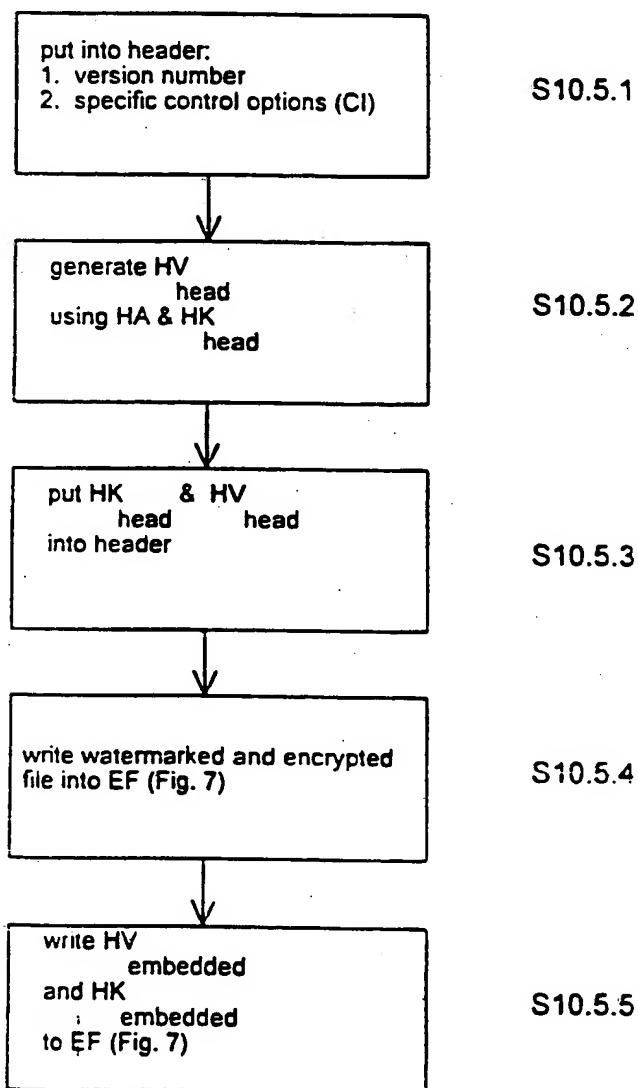 put into header:
1. version number
2. specific control options (CI)
S10.5.1
generate HV
head
using HA & HK
head
S10.5.2
put HK & HV
head head
into header
S10.5.3
write watermarked and encrypted
file into EF (Fig. 7)
S10.5.4
write HV
embedded
and HK
embedded
to EF (Fig. 7)
S10.5.5